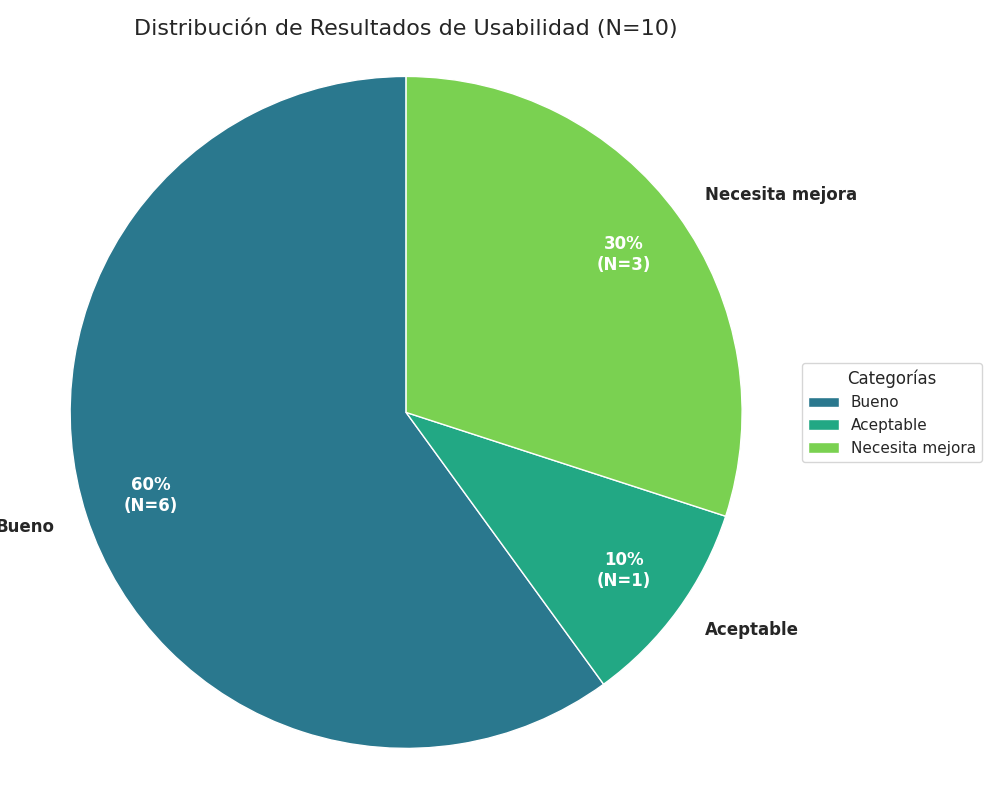 Distribución de Resultados de Usabilidad (N=10)
Necesita mejora
30%
(N=3)
Categorías
Bueno
Aceptable
Necesita mejora
60%
(N=6)
Bueno
10%
(N=1)
Aceptable